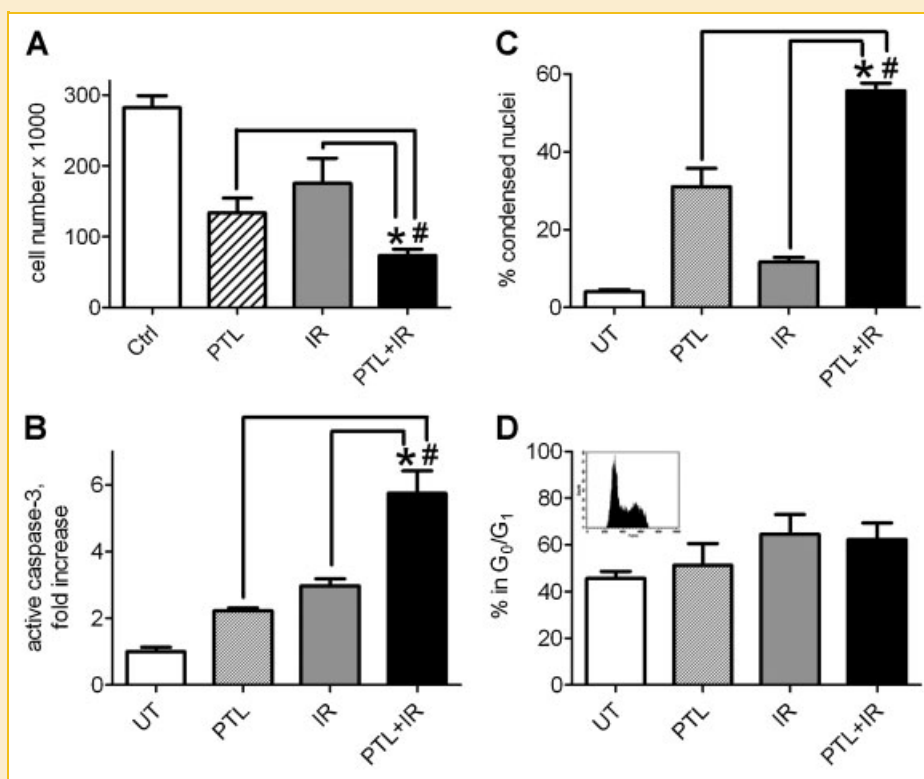 A
cell number x 1000
300
200
100
0
* #
Ctrl
PTL
IR
PTL+IR
B
active caspase-3,
fold increase
6
4
2
0
* #
UT
PTL
IR
PTL+IR
C
% condensed nuclei
60
40
20
0
* #
UT
PTL
IR
PTL+IR
D
% in G0/G1
100
80
60
40
20
0
UT
PTL
IR
PTL+IR